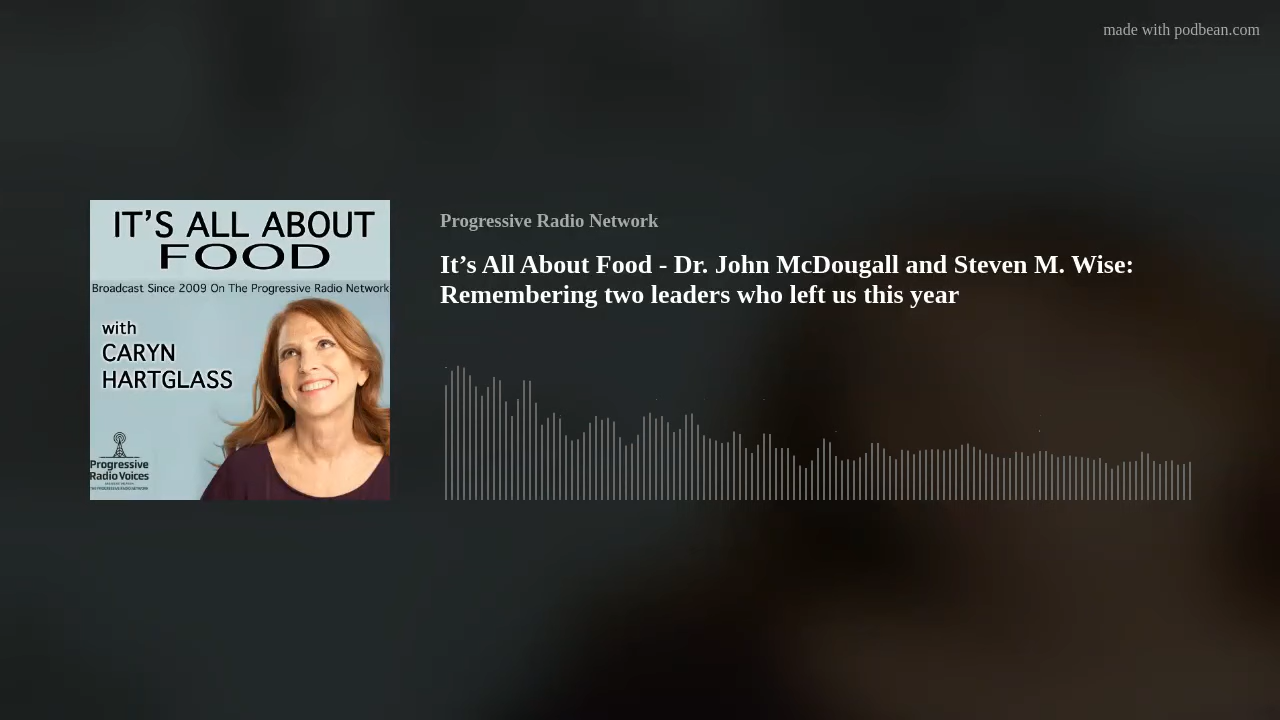 made with podbean.com
IT'S ALL ABOUT
FOOD
Broadcast Since 2009 On The Progressive Radio Network
with
CARYN
HARTGLASS
Progressive
Radio Voices
Progressive Radio Network
It’s All About Food - Dr. John McDougall and Steven M. Wise:
Remembering two leaders who left us this year